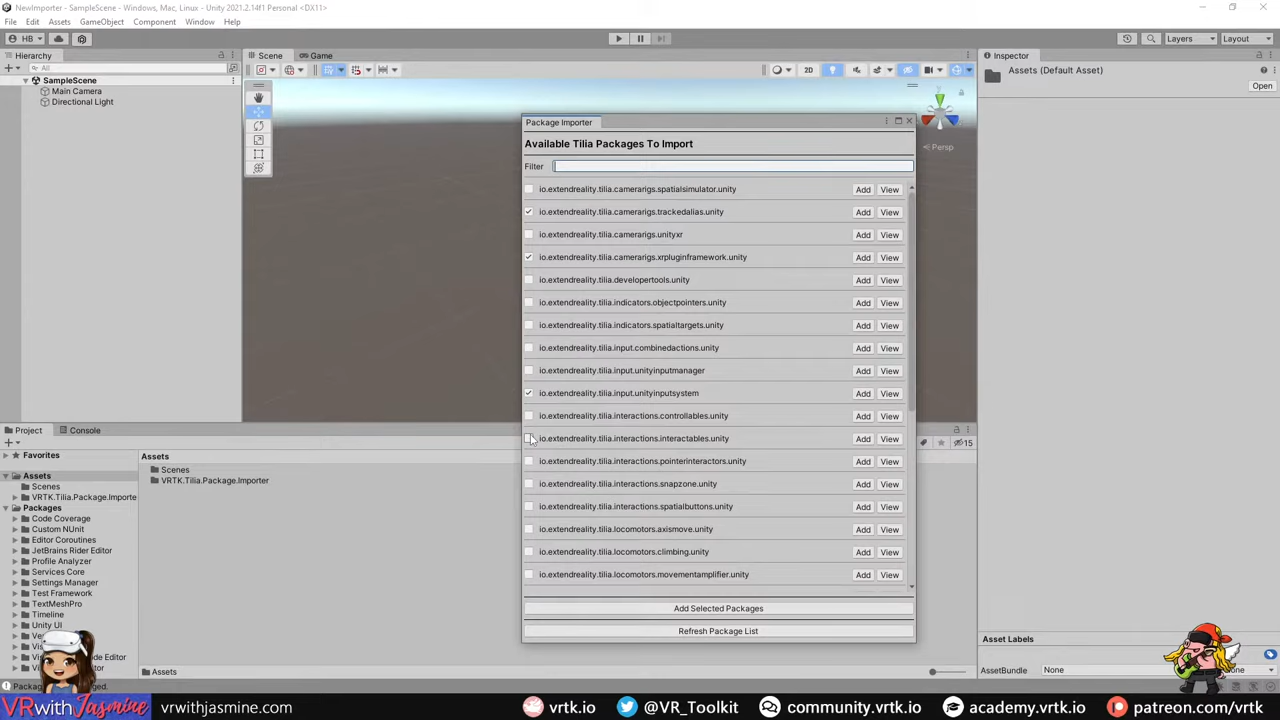 NewImporter - SampleScene - Windows, Mac, Linux - Unity 2021.2.14f1 Personal <DX11>
File Edit Assets GameObject Component Window Help
HB Layers Layout
Hierarchy Scene Game Inspector
All 2D
SampleScene
Main Camera
Directional Light
Persp
Assets (Default Asset)
Open
Package Importer
Available Tilia Packages To Import
Filter
io.extendreality.tilia.camerarigs.spatialsimulator.unity Add View
io.extendreality.tilia.camerarigs.trackedalias.unity Add View
io.extendreality.tilia.camerarigs.unityxr Add View
io.extendreality.tilia.camerarigs.xrpluginframework.unity Add View
io.extendreality.tilia.developertools.unity Add View
io.extendreality.tilia.indicators.objectpointers.unity Add View
io.extendreality.tilia.indicators.spatialtargets.unity Add View
io.extendreality.tilia.input.combinedactions.unity Add View
io.extendreality.tilia.input.unityinputmanager Add View
io.extendreality.tilia.input.unityinputsystem Add View
io.extendreality.tilia.interactions.controllables.unity Add View
io.extendreality.tilia.interactions.interactables.unity Add View
io.extendreality.tilia.interactions.pointerinteractors.unity Add View
io.extendreality.tilia.interactions.snapzone.unity Add View
io.extendreality.tilia.interactions.spatialbuttons.unity Add View
io.extendreality.tilia.locomotors.axismove.unity Add View
io.extendreality.tilia.locomotors.climbing.unity Add View
io.extendreality.tilia.locomotors.movementamplifier.unity Add View
Add Selected Packages
Refresh Package List
Project Console
15
Favorites
Assets
Scenes
VRTK.Tilia.Package.Importe
Packages
Code Coverage
Custom NUnit
Editor Coroutines
JetBrains Rider Editor
Profile Analyzer
Services Core
Settings Manager
Test Framework
TextMeshPro
Timeline
Unity UI
Assets
Scenes
VRTK.Tilia.Package.Importer
Assets
Asset Labels
AssetBundle None
VRwithJasmine vrwithjasmine.com vrtk.io @VR_Toolkit community.vrtk.io academy.vrtk.io patreon.com/vrtk